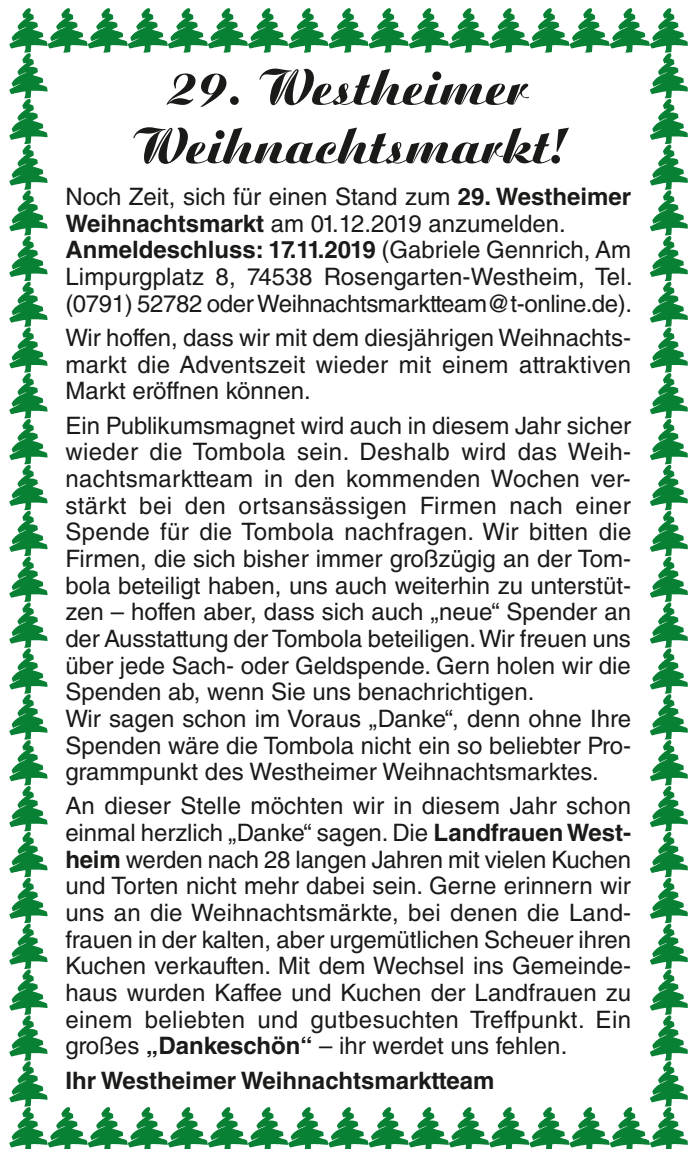 29. Westheimer
Weihnachtsmarkt!
Noch Zeit, sich für einen Stand zum 29. Westheimer
Weihnachtsmarkt am 01.12.2019 anzumelden.
Anmeldeschluss: 17.11.2019 (Gabriele Gennrich, Am
Limpurgplatz 8, 74538 Rosengarten-Westheim, Tel.
(0791) 52782 oder Weihnachtsmarktteam@t-online.de).
Wir hoffen, dass wir mit dem diesjährigen Weihnachts-
markt die Adventszeit wieder mit einem attraktiven
Markt eröffnen können.
Ein Publikumsmagnet wird auch in diesem Jahr sicher
wieder die Tombola sein. Deshalb wird das Weih-
nachtsmarktteam in den kommenden Wochen ver-
stärkt bei den ortsansässigen Firmen nach einer
Spende für die Tombola nachfragen. Wir bitten die
Firmen, die sich bisher immer großzügig an der Tom-
bola beteiligt haben, uns auch weiterhin zu unterstüt-
zen – hoffen aber, dass sich auch „neue“ Spender an
der Ausstattung der Tombola beteiligen. Wir freuen uns
über jede Sach- oder Geldspende. Gern holen wir die
Spenden ab, wenn Sie uns benachrichtigen.
Wir sagen schon im Voraus „Danke“, denn ohne Ihre
Spenden wäre die Tombola nicht ein so beliebter Pro-
grammpunkt des Westheimer Weihnachtsmarktes.
An dieser Stelle möchten wir in diesem Jahr schon
einmal herzlich „Danke“ sagen. Die Landfrauen West-
heim werden nach 28 langen Jahren mit vielen Kuchen
und Torten nicht mehr dabei sein. Gerne erinnern wir
uns an die Weihnachtsmärkte, bei denen die Land-
frauen in der kalten, aber urgemütlichen Scheuer ihren
Kuchen verkauften. Mit dem Wechsel ins Gemeinde-
haus wurden Kaffee und Kuchen der Landfrauen zu
einem beliebten und gutbesuchten Treffpunkt. Ein
großes „Dankeschön“ – ihr werdet uns fehlen.
Ihr Westheimer Weihnachtsmarktteam